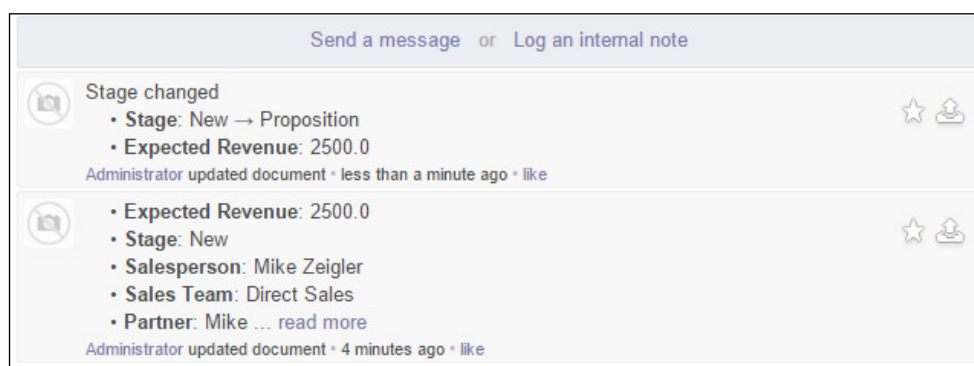 Send a message or Log an internal note
Stage changed
• Stage: New → Proposition
• Expected Revenue: 2500.0
Administrator updated document • less than a minute ago • like
• Expected Revenue: 2500.0
• Stage: New
• Salesperson: Mike Zeigler
• Sales Team: Direct Sales
• Partner: Mike ... read more
Administrator updated document • 4 minutes ago • like